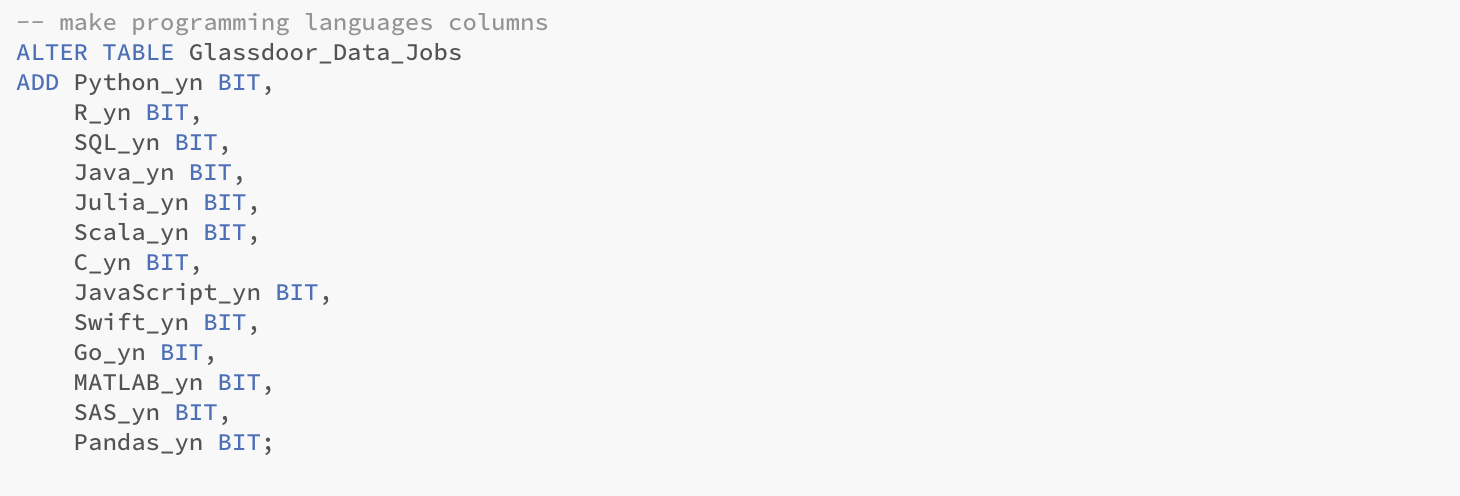 -- make programming languages columns
ALTER TABLE Glassdoor_Data_Jobs
ADD Python_yn BIT,
    R_yn BIT,
    SQL_yn BIT,
    Java_yn BIT,
    Julia_yn BIT,
    Scala_yn BIT,
    C_yn BIT,
    JavaScript_yn BIT,
    Swift_yn BIT,
    Go_yn BIT,
    MATLAB_yn BIT,
    SAS_yn BIT,
    Pandas_yn BIT;